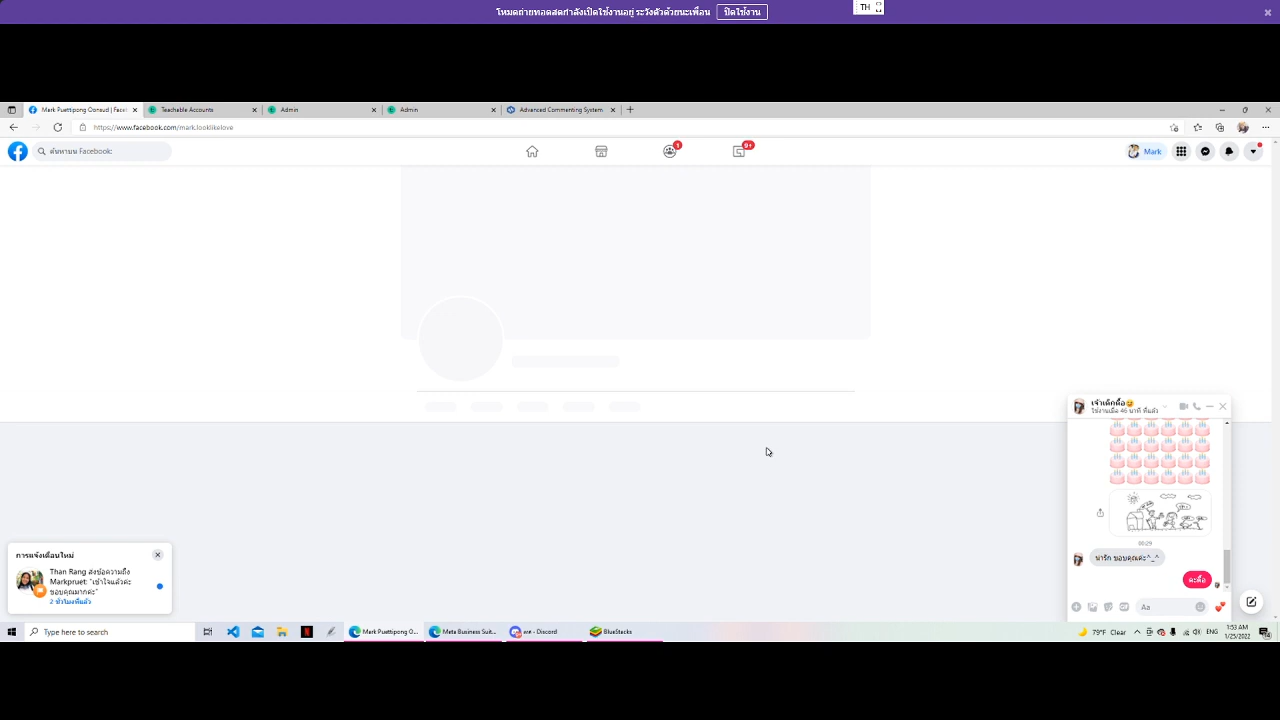 โหมดถ่ายทอดสดกำลังเปิดใช้งานอยู่ ระวังตัวด้วยนะเพื่อน ปิดใช้งาน
TH
Mark Puettipong Oonsud | Face
Teachable Accounts
Admin
Admin
Advanced Commenting System
https://www.facebook.com/mark.looklikelove
ค้นหาบน Facebook
1
9+
Mark
เจ้าเด็กดื้อ
ใช้งานเมื่อ 46 นาที ที่แล้ว
00:29
น่ารัก ขอบคุณค่ะ^_^
ละดื้อ
Aa
การแจ้งเตือนใหม่
Than Rang ส่งข้อความถึง
Markpruet: "เข้าใจแล้วค่ะ
ขอบคุณมากค่ะ"
2 ชั่วโมงที่แล้ว
Type here to search
Mark Puettipong O...
Meta Business Suit...
- Discord
BlueStacks
79°F Clear
ENG
1:53 AM
1/25/2022